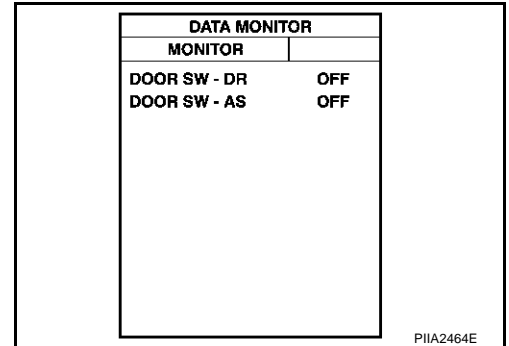 DATA MONITOR
MONITOR
DOOR SW - DR OFF
DOOR SW - AS OFF
PIIA2464E